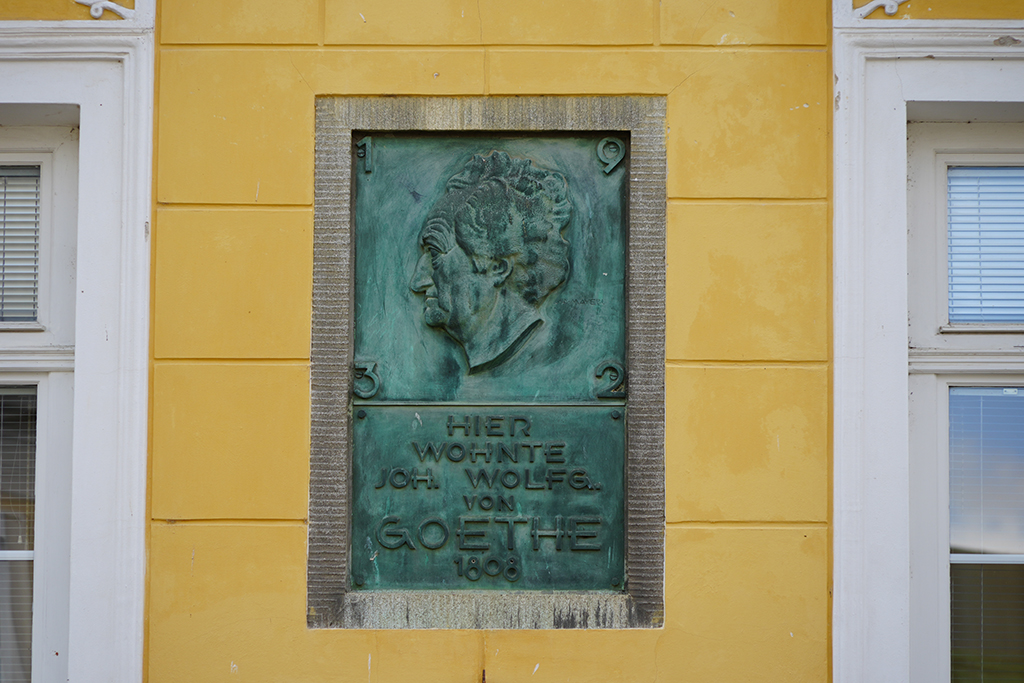 1 9
3 2
HIER
WOHNTE
JOH. WOLFG.
VON
GOETHE
1808